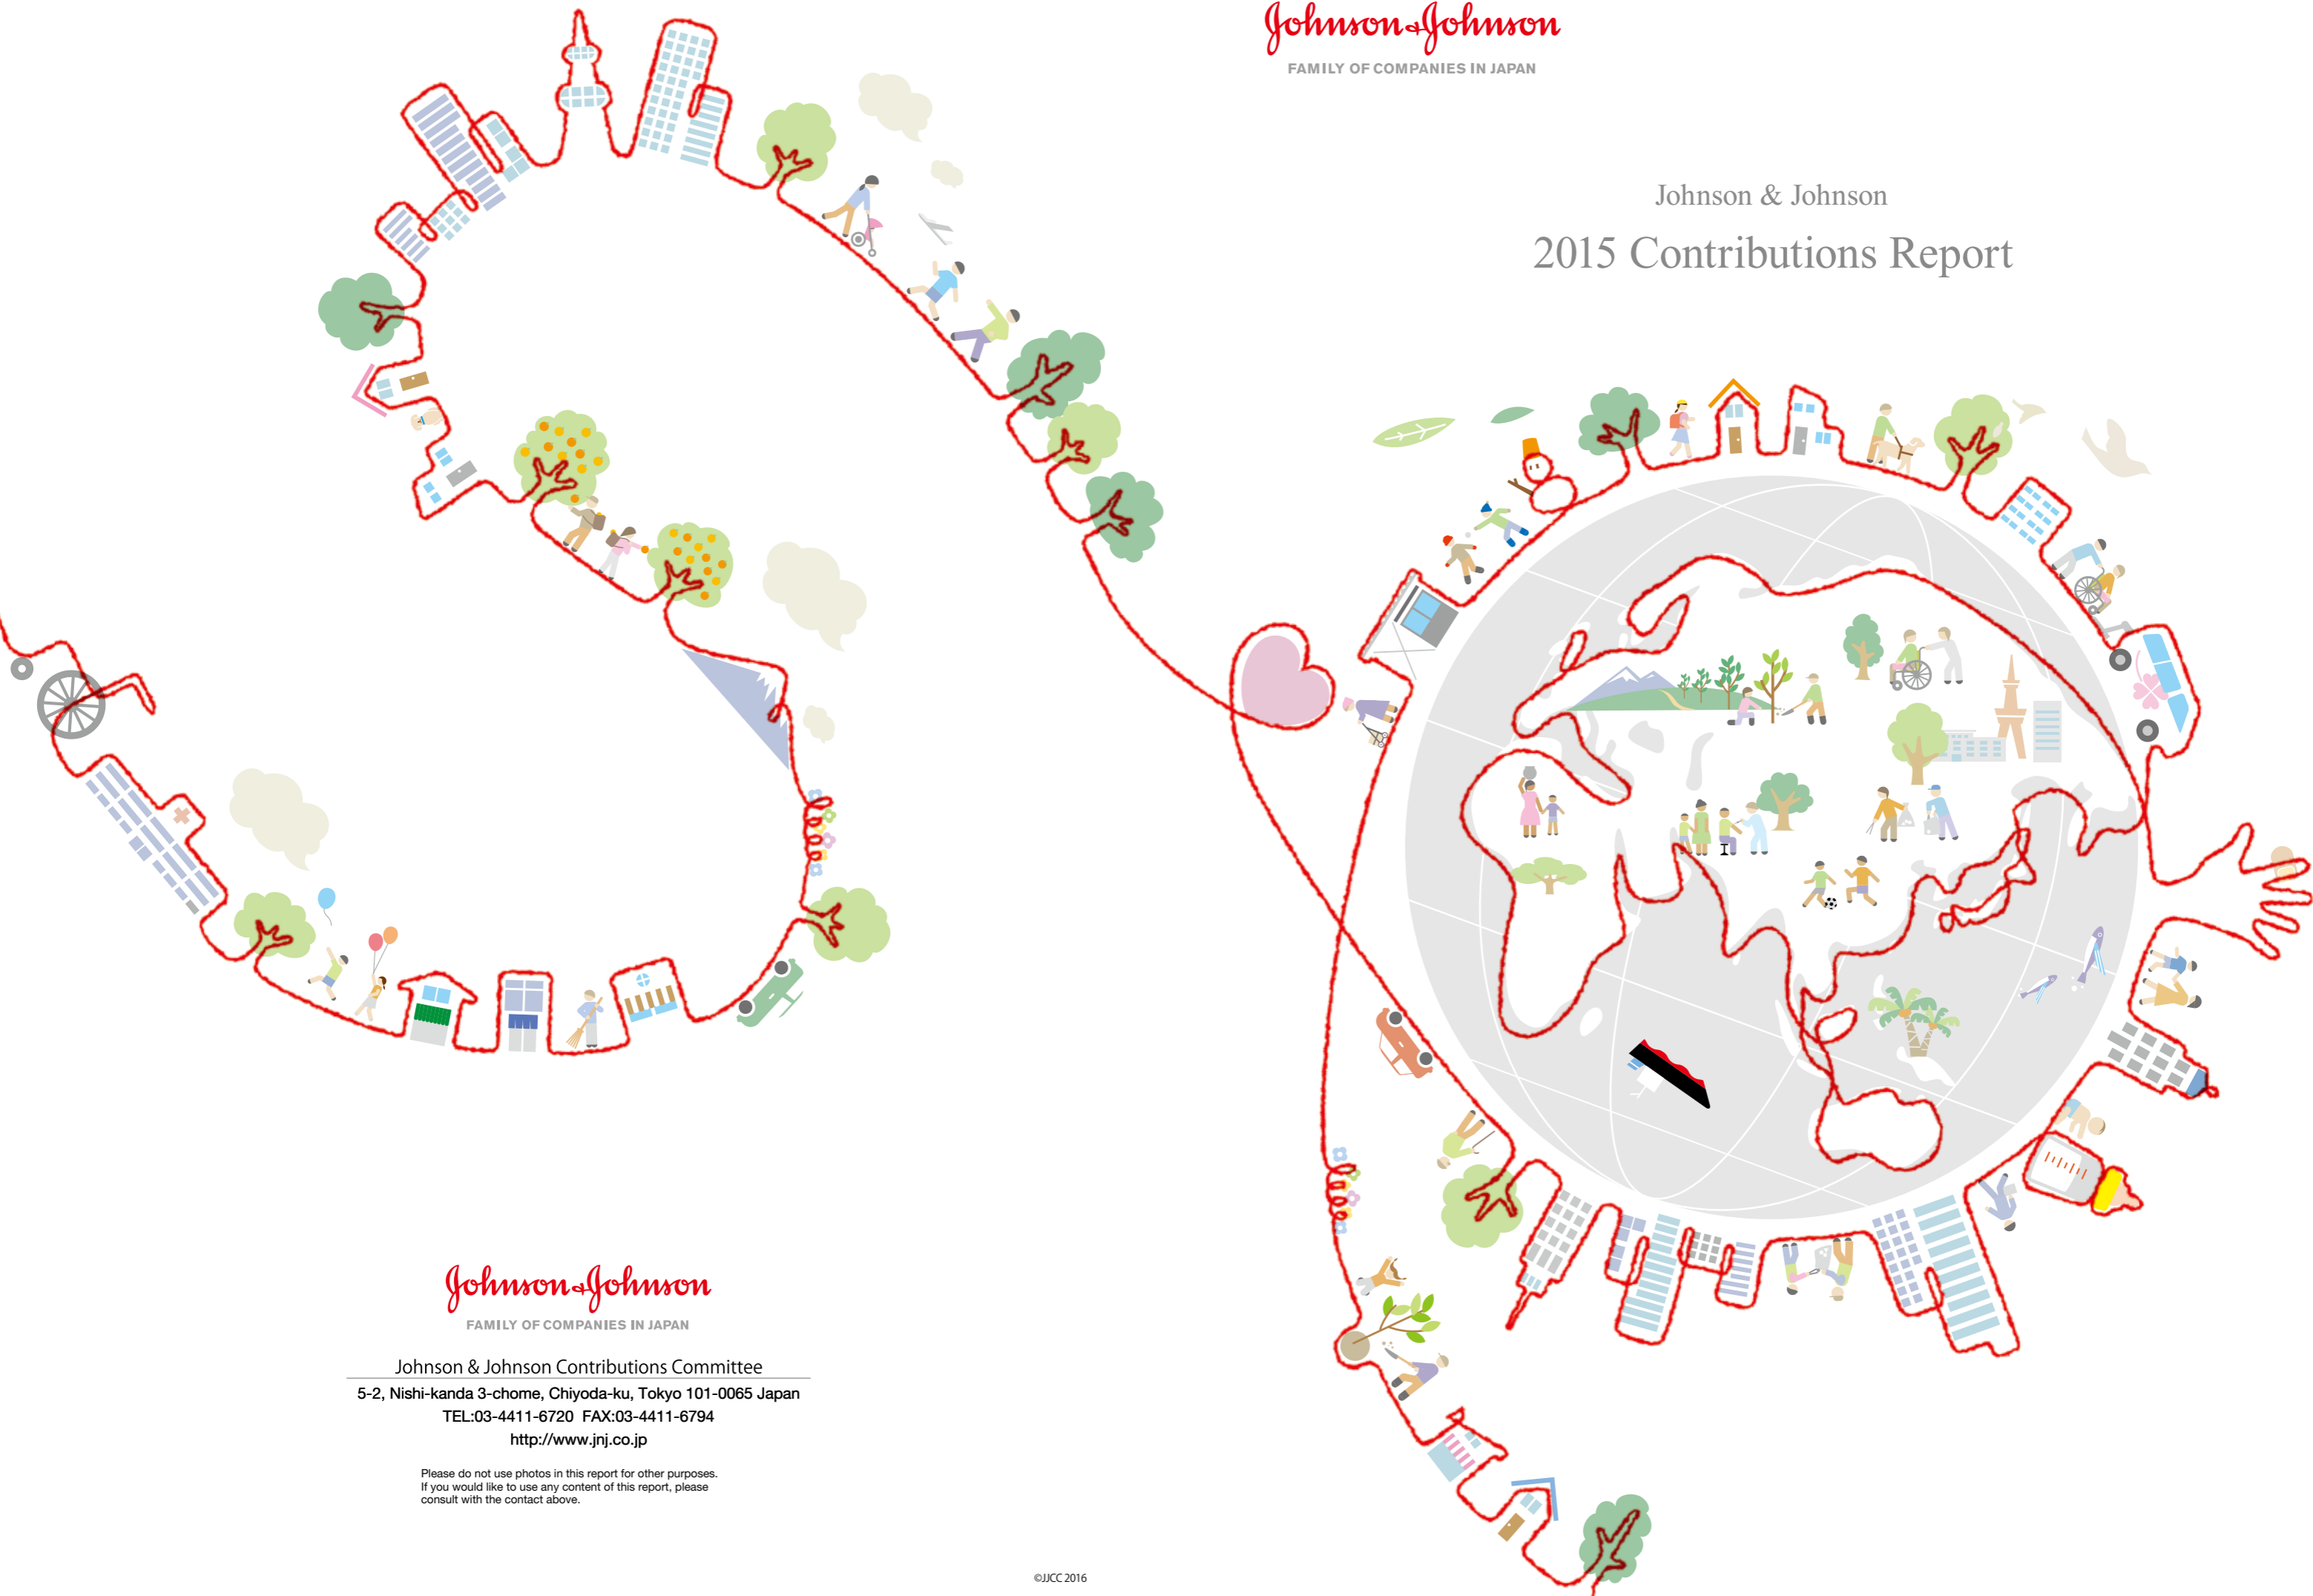 Johnson & Johnson
FAMILY OF COMPANIES IN JAPAN
Johnson & Johnson
2015 Contributions Report
Johnson & Johnson
FAMILY OF COMPANIES IN JAPAN
Johnson & Johnson Contributions Committee
5-2, Nishi-kanda 3-chome, Chiyoda-ku, Tokyo 101-0065 Japan
TEL:03-4411-6720 FAX:03-4411-6794
http://www.jnj.co.jp
Please do not use photos in this report for other purposes.
If you would like to use any content of this report, please
consult with the contact above.
©JJCC 2016